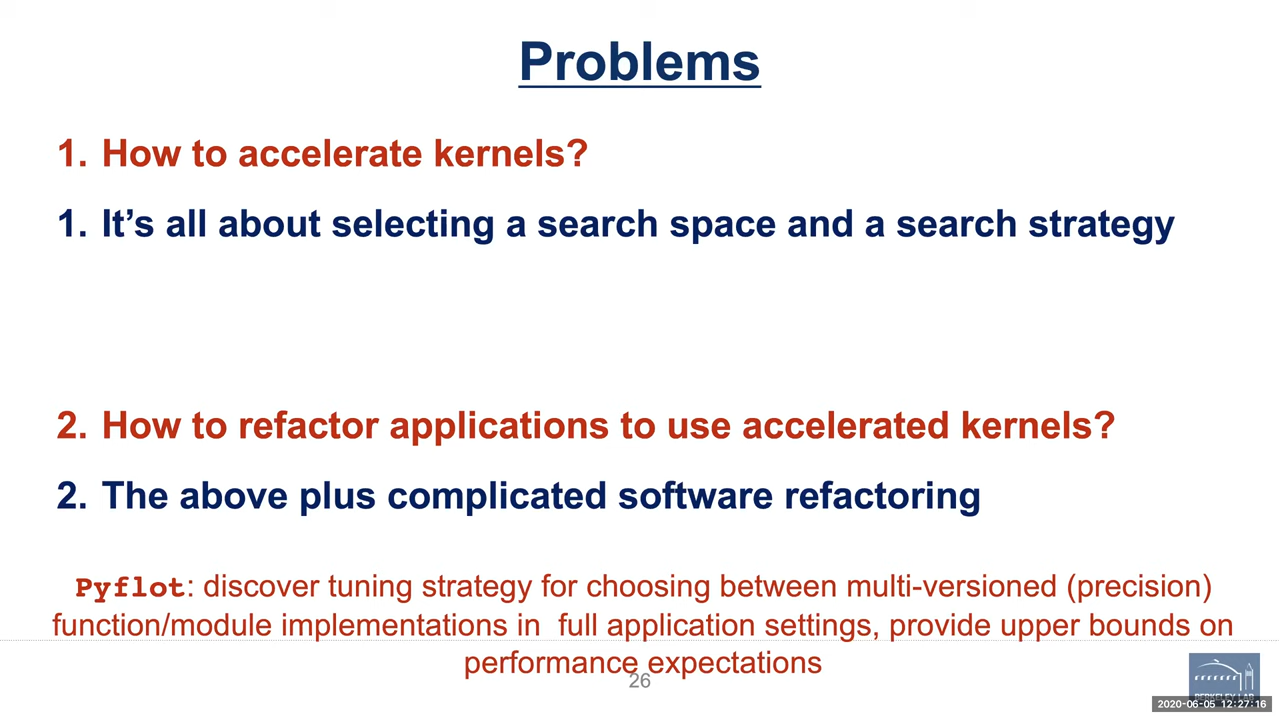 Problems
1. How to accelerate kernels?
1. It’s all about selecting a search space and a search strategy
2. How to refactor applications to use accelerated kernels?
2. The above plus complicated software refactoring
Pyflot: discover tuning strategy for choosing between multi-versioned (precision)
function/module implementations in full application settings, provide upper bounds on
performance expectations
26
BERKELEY LAB
2020-06-05 12:27:16